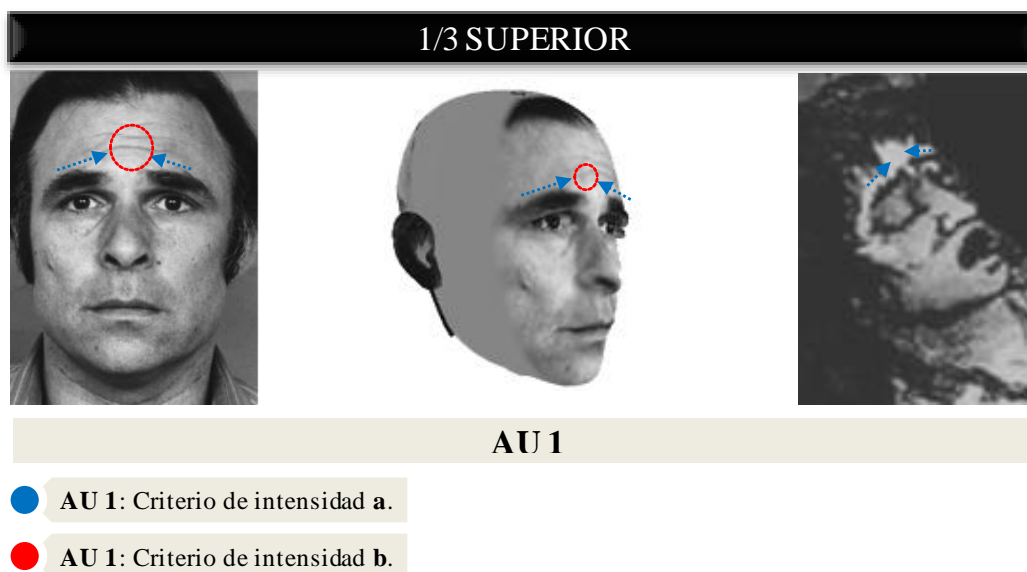 1/3 SUPERIOR
AU 1
AU 1: Criterio de intensidad a.
AU 1: Criterio de intensidad b.